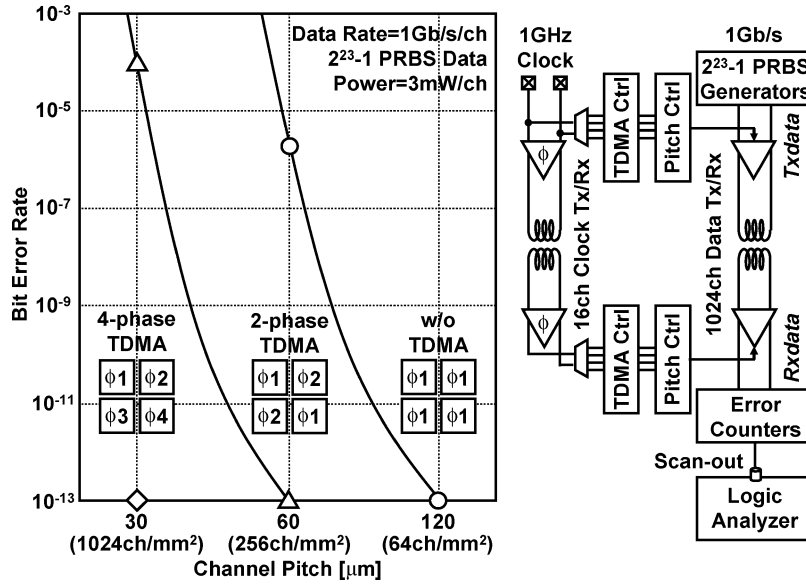 10-3
10-5
10-7
10-9
10-11
10-13
Bit Error Rate
Data Rate=1Gb/s/ch
2²³-1 PRBS Data
Power=3mW/ch
4-phase
TDMA
ϕ1 ϕ2
ϕ3 ϕ4
2-phase
TDMA
ϕ1 ϕ2
ϕ2 ϕ1
w/o
TDMA
ϕ1 ϕ1
ϕ1 ϕ1
30
(1024ch/mm²)
60
(256ch/mm²)
120
(64ch/mm²)
Channel Pitch [μm]
1GHz
Clock
1Gb/s
2²³-1 PRBS
Generators
TDMA Ctrl
Pitch Ctrl
Txdata
ϕ
16ch Clock Tx/Rx
1024ch Data Tx/Rx
ϕ
TDMA Ctrl
Pitch Ctrl
Rxdata
Error
Counters
Scan-out
Logic
Analyzer